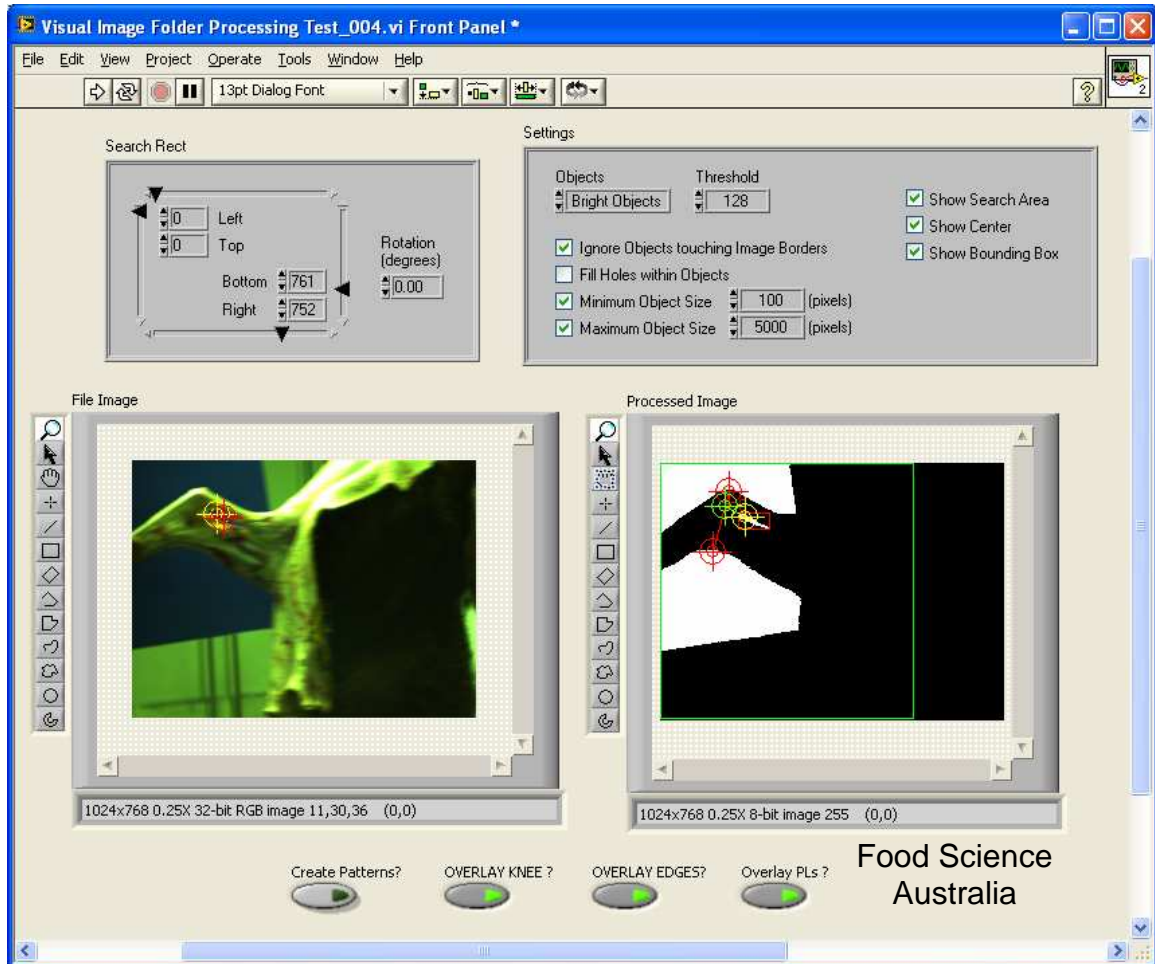 Visual Image Folder Processing Test_004.vi Front Panel *
File Edit View Project Operate Tools Window Help
13pt Dialog Font
2
Search Rect
0 Left
0 Top
Bottom 761
Right 752
Rotation
(degrees)
0.00
Settings
Objects
Bright Objects
Threshold
128
Ignore Objects touching Image Borders
Fill Holes within Objects
Minimum Object Size 100 (pixels)
Maximum Object Size 5000 (pixels)
Show Search Area
Show Center
Show Bounding Box
File Image
1024x768 0.25X 32-bit RGB image 11,30,36 (0,0)
Processed Image
1024x768 0.25X 8-bit image 255 (0,0)
Create Patterns? OVERLAY KNEE ? OVERLAY EDGES? Overlay PLs ?
Food Science
Australia